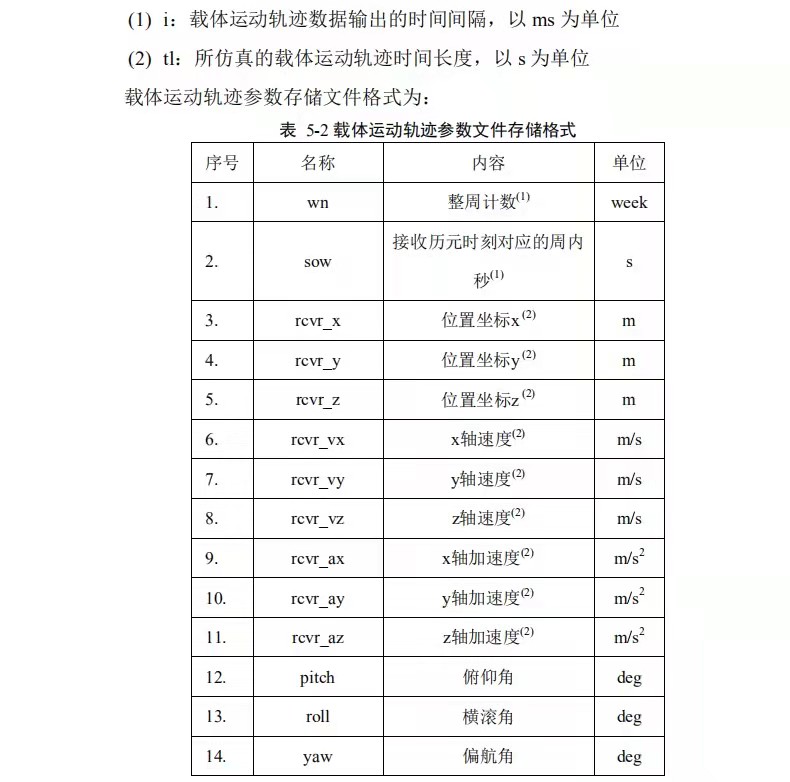 (1) i：载体运动轨迹数据输出的时间间隔，以 ms 为单位
(2) tl：所仿真的载体运动轨迹时间长度，以 s 为单位
载体运动轨迹参数存储文件格式为：
表 5-2 载体运动轨迹参数文件存储格式
序号 名称 内容 单位
1. wn 整周计数(1) week
2. sow 接收历元时刻对应的周内秒(1) s
3. rcvr_x 位置坐标x(2) m
4. rcvr_y 位置坐标y(2) m
5. rcvr_z 位置坐标z(2) m
6. rcvr_vx x轴速度(2) m/s
7. rcvr_vy y轴速度(2) m/s
8. rcvr_vz z轴速度(2) m/s
9. rcvr_ax x轴加速度(2) m/s2
10. rcvr_ay y轴加速度(2) m/s2
11. rcvr_az z轴加速度(2) m/s2
12. pitch 俯仰角 deg
13. roll 横滚角 deg
14. yaw 偏航角 deg